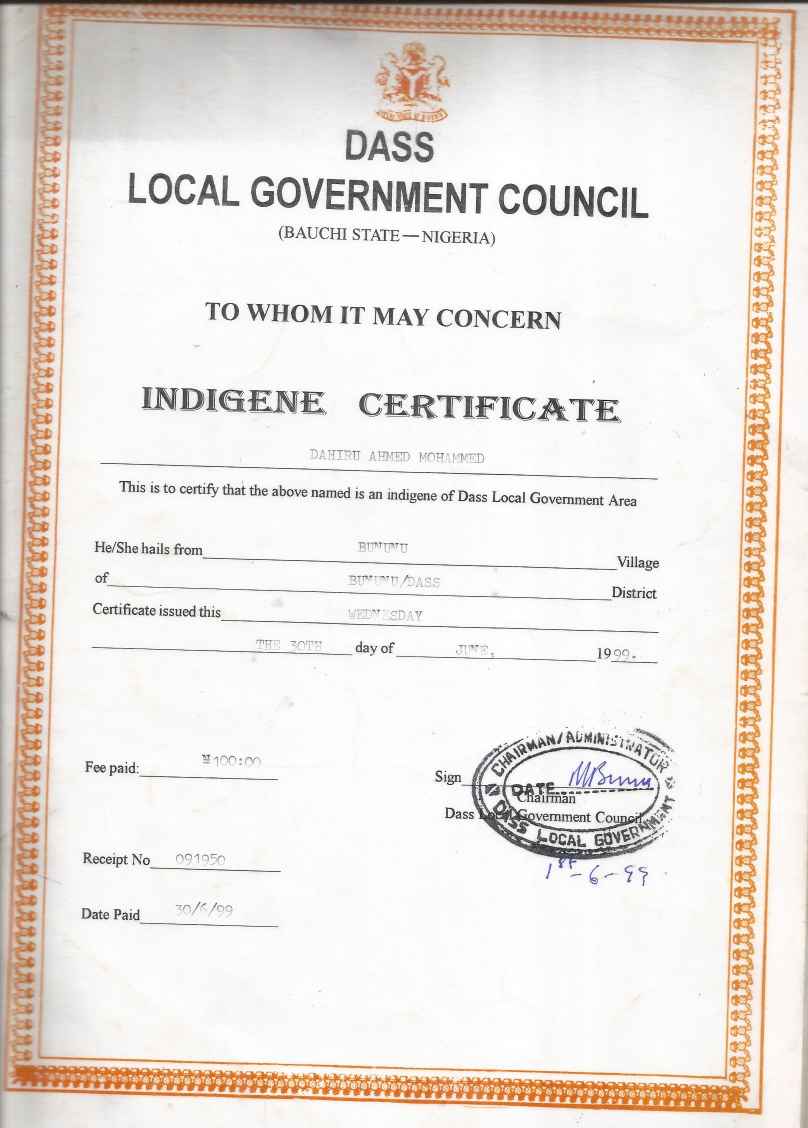 DASS
LOCAL GOVERNMENT COUNCIL
(BAUCHI STATE — NIGERIA)
TO WHOM IT MAY CONCERN
INDIGENE CERTIFICATE
DAHIRU AHMED MOHAMMED
This is to certify that the above named is an indigene of Dass Local Government Area
He/She hails from BUNUNU Village
of BUNUNU/DASS District
Certificate issued this WEDNESDAY
THE 30TH day of JUNE, 1999.
Fee paid: ₦100:00
Sign
CHAIRMAN/ADMINISTRATOR
DATE
Chairman
Dass Local Government Council
DASS LOCAL GOVERNMENT
1st-6-99
Receipt No 091950
Date Paid 30/6/99